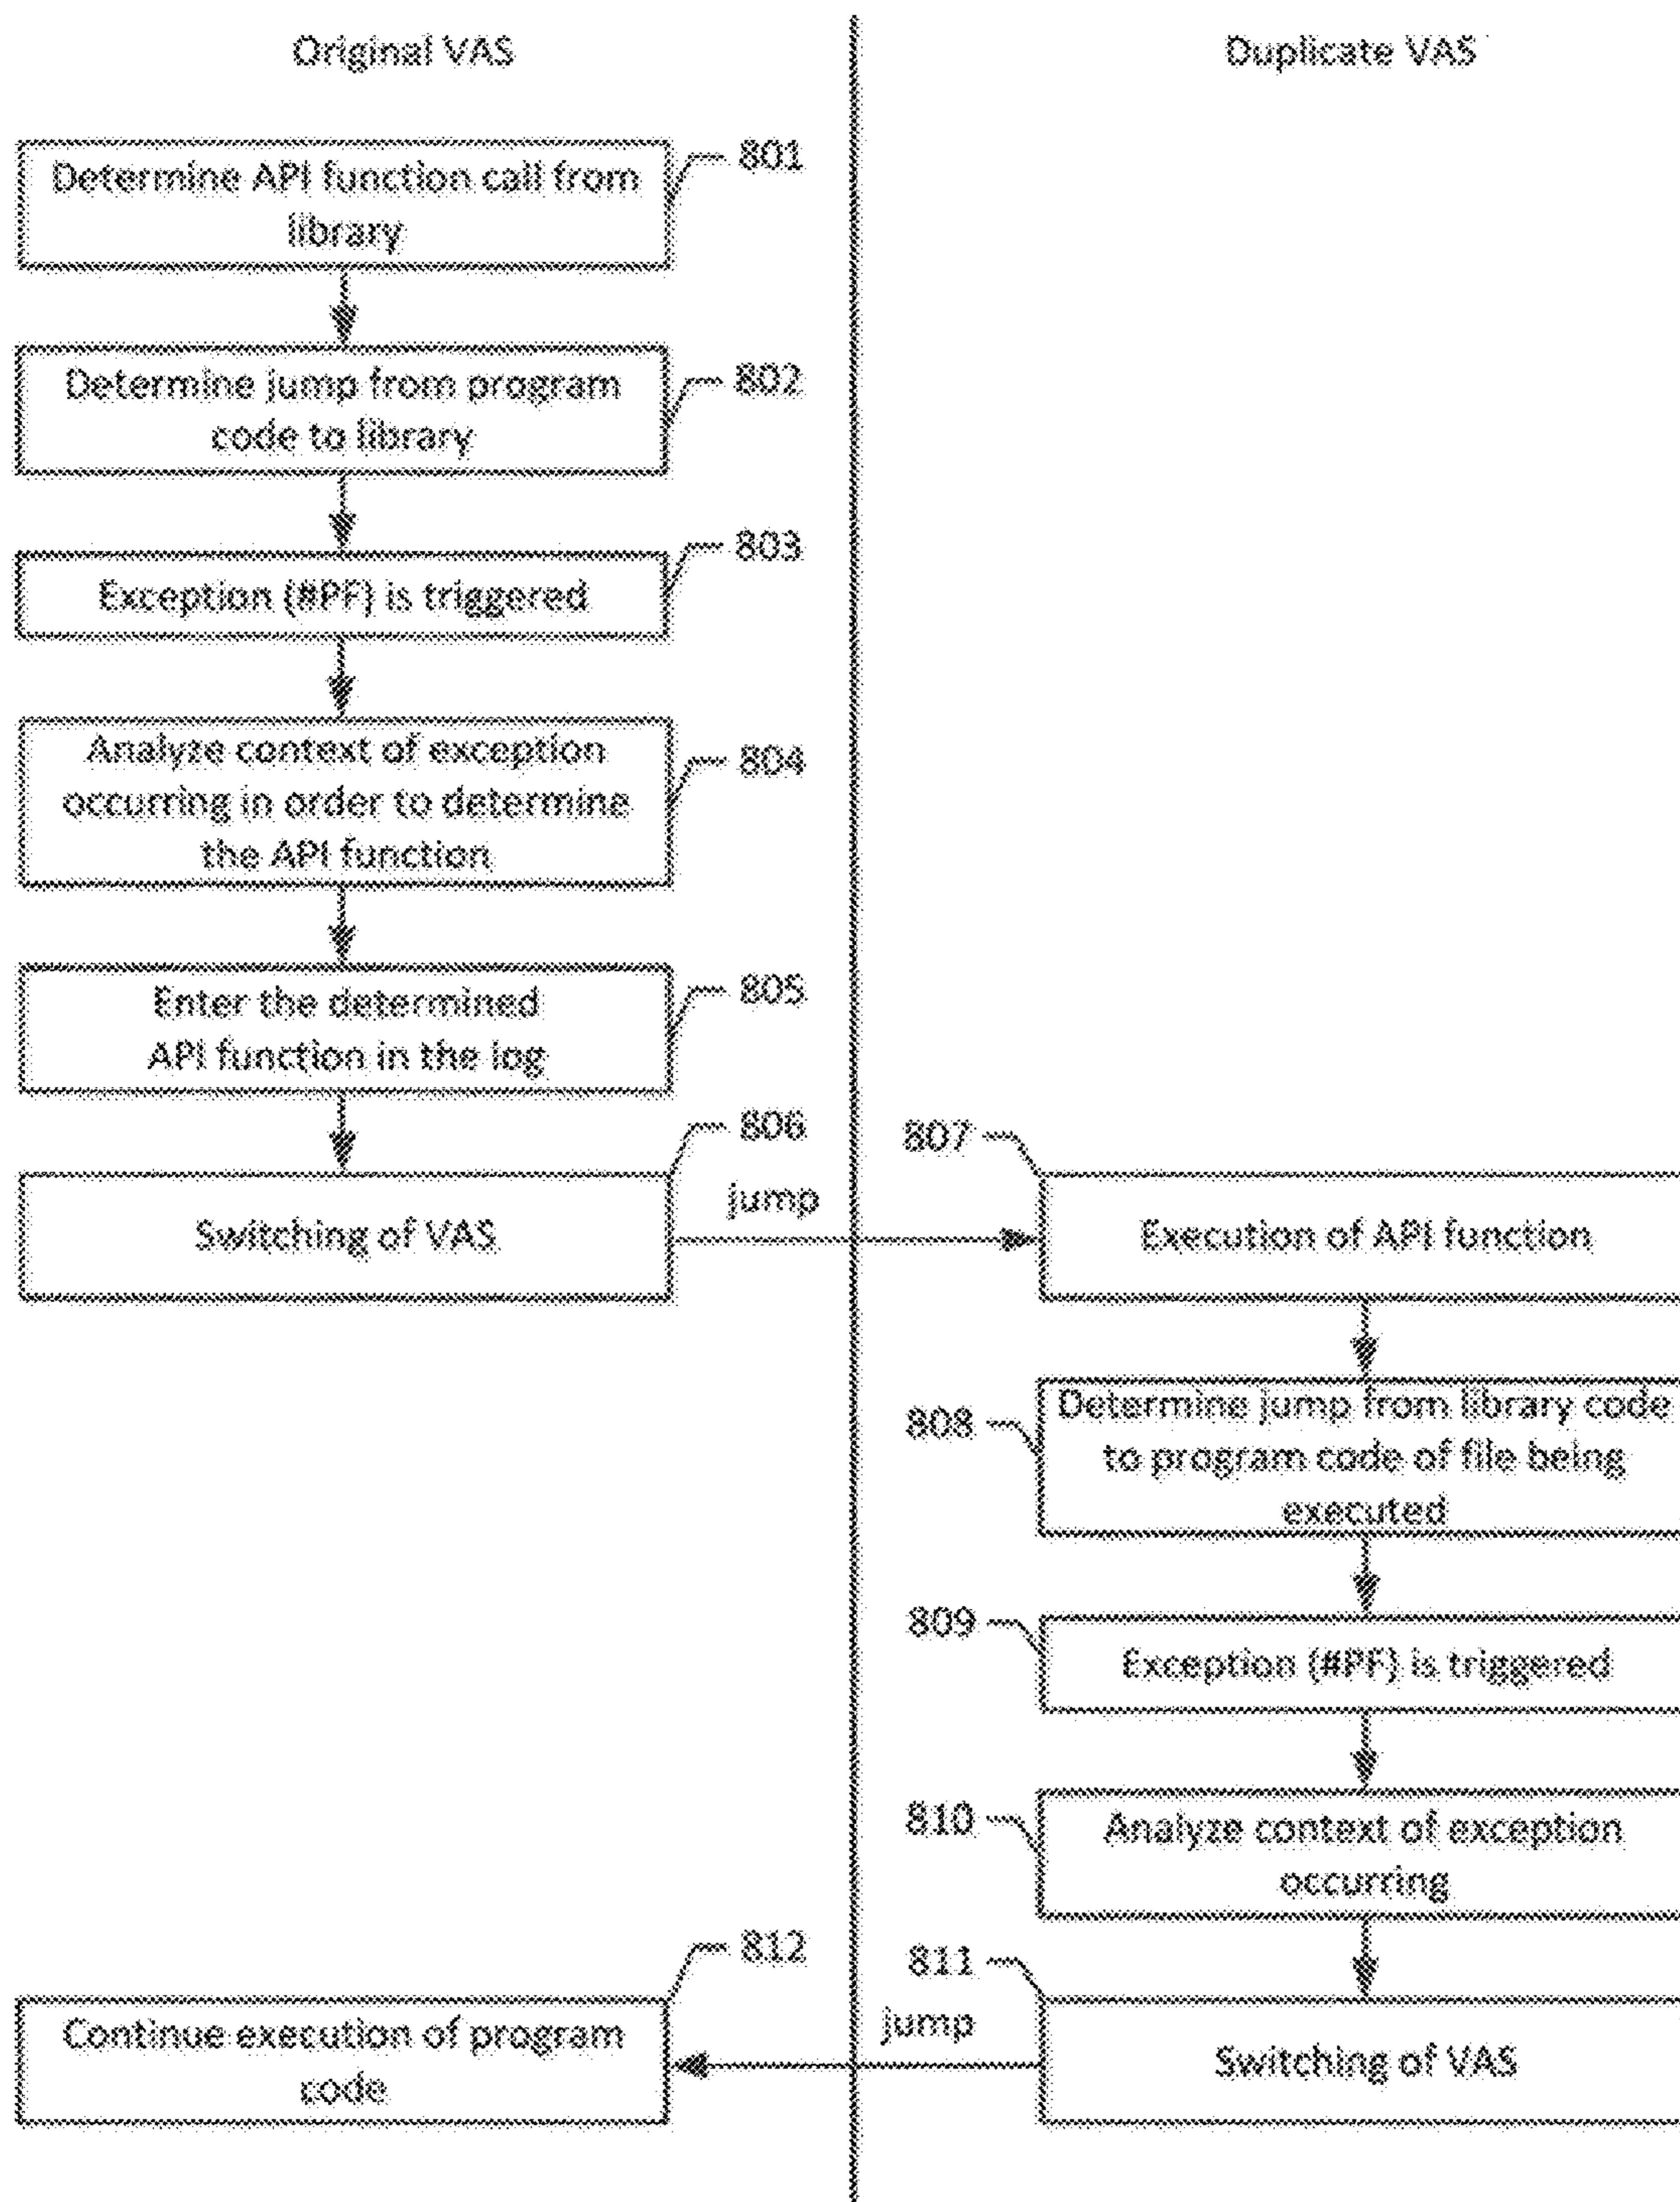 Original VAS
Duplicate VAS
Determine API function call from
library
801
Determine jump from program
code to library
802
Exception (#PF) is triggered
803
Analyze context of exception
occurring in order to determine
the API function
804
Enter the determined
API function in the log
805
Switching of VAS
806
jump
807
Execution of API function
808
Determine jump from library code
to program code of file being
executed
809
Exception (#PF) is triggered
810
Analyze context of exception
occurring
811
Switching of VAS
jump
812
Continue execution of program
code